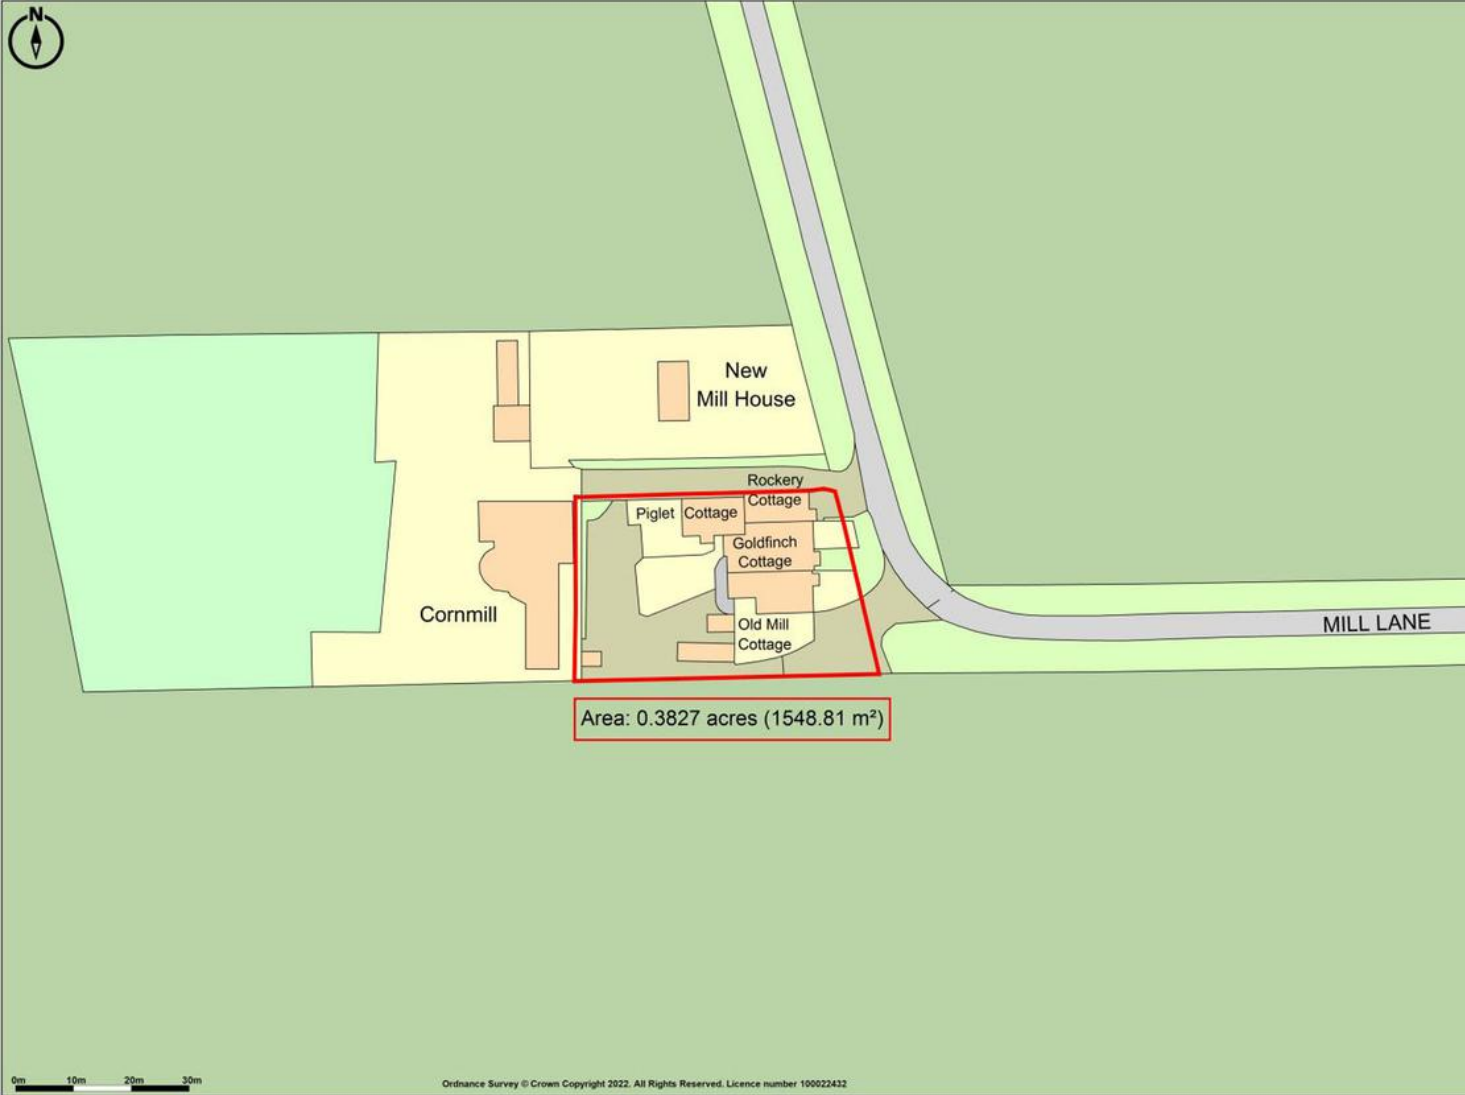 N
New
Mill House
Rockery
Cottage
Piglet Cottage
Goldfinch
Cottage
Cornmill
Old Mill
Cottage
MILL LANE
Area: 0.3827 acres (1548.81 m²)
0m 10m 20m 30m
Ordnance Survey © Crown Copyright 2022. All Rights Reserved. Licence number 100022432